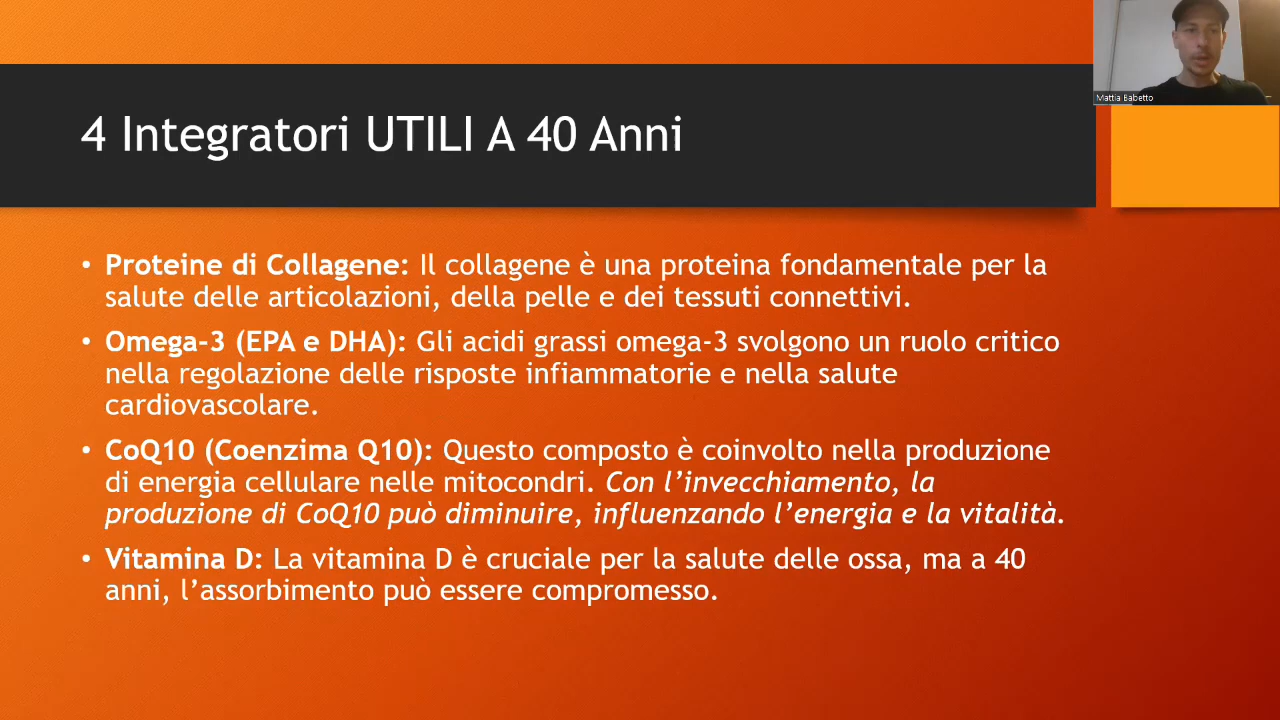 Mattia Babetto
4 Integratori UTILI A 40 Anni
• Proteine di Collagene: Il collagene è una proteina fondamentale per la
salute delle articolazioni, della pelle e dei tessuti connettivi.
• Omega-3 (EPA e DHA): Gli acidi grassi omega-3 svolgono un ruolo critico
nella regolazione delle risposte infiammatorie e nella salute
cardiovascolare.
• CoQ10 (Coenzima Q10): Questo composto è coinvolto nella produzione
di energia cellulare nelle mitocondri. Con l’invecchiamento, la
produzione di CoQ10 può diminuire, influenzando l’energia e la vitalità.
• Vitamina D: La vitamina D è cruciale per la salute delle ossa, ma a 40
anni, l’assorbimento può essere compromesso.